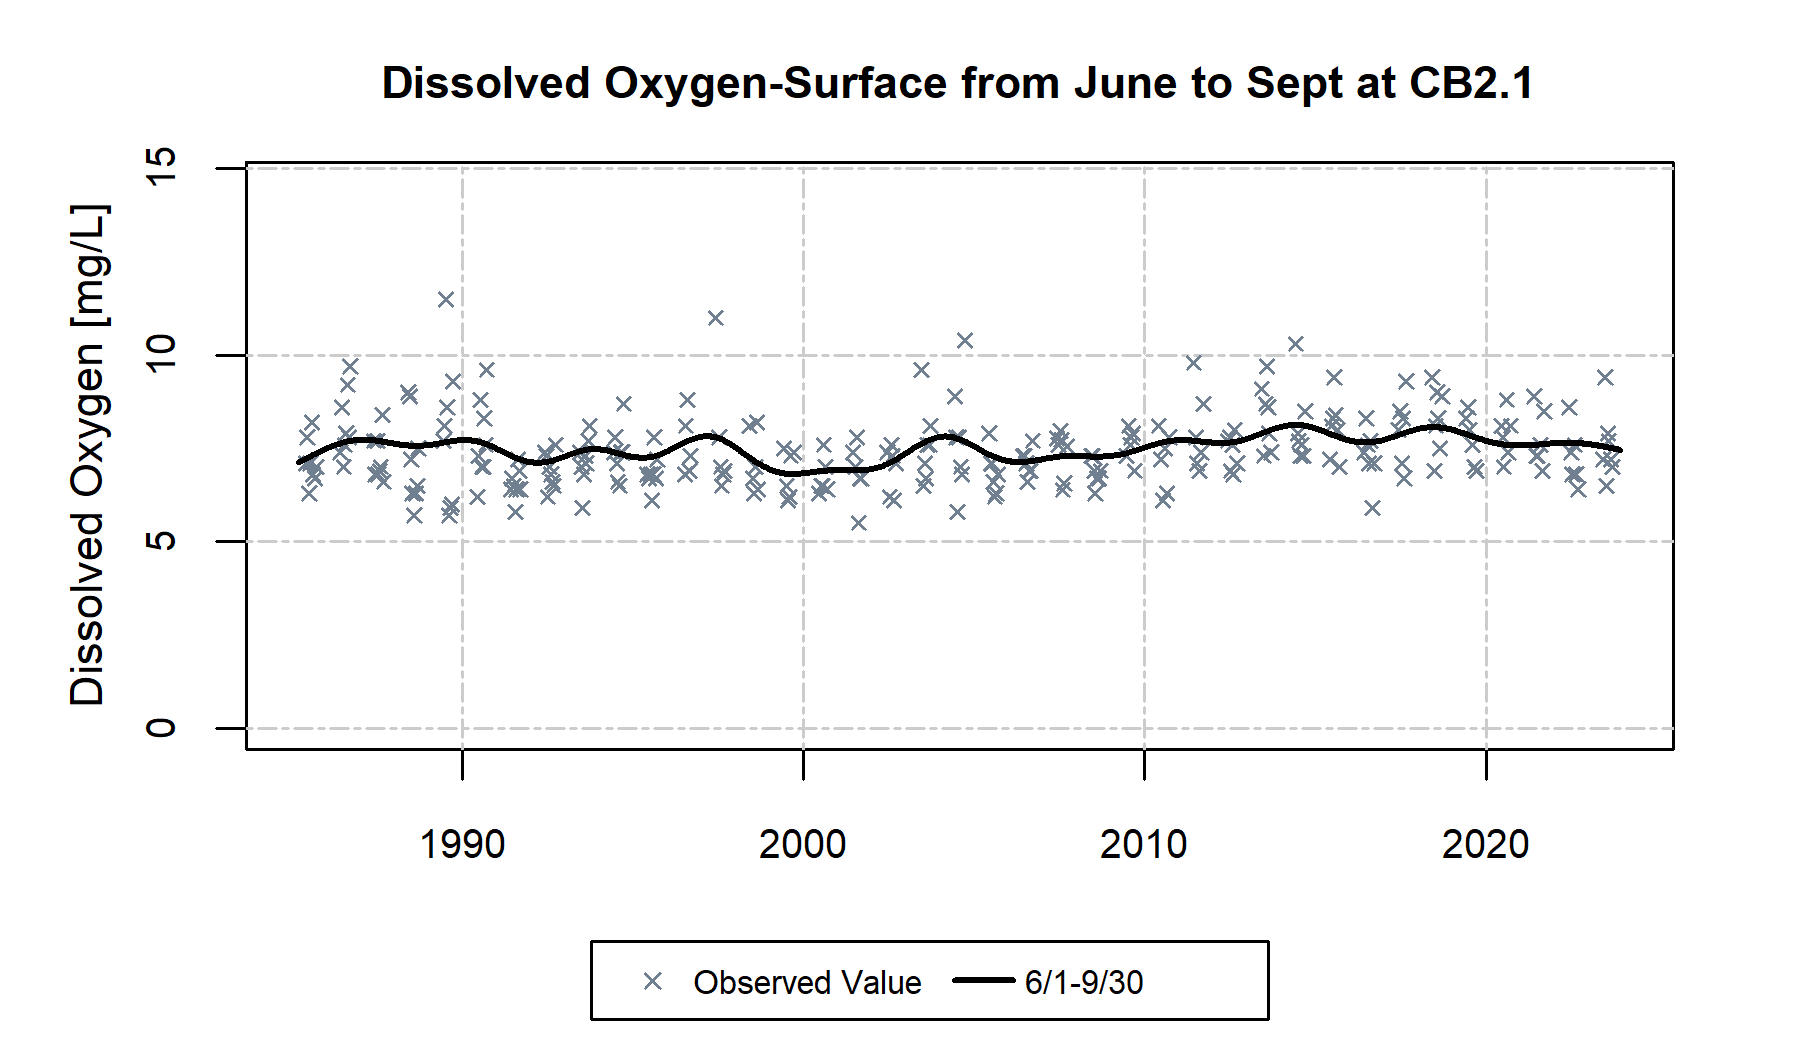 Dissolved Oxygen-Surface from June to Sept at CB2.1
Dissolved Oxygen [mg/L]
15
10
5
0
1990 2000 2010 2020
Observed Value 6/1-9/30